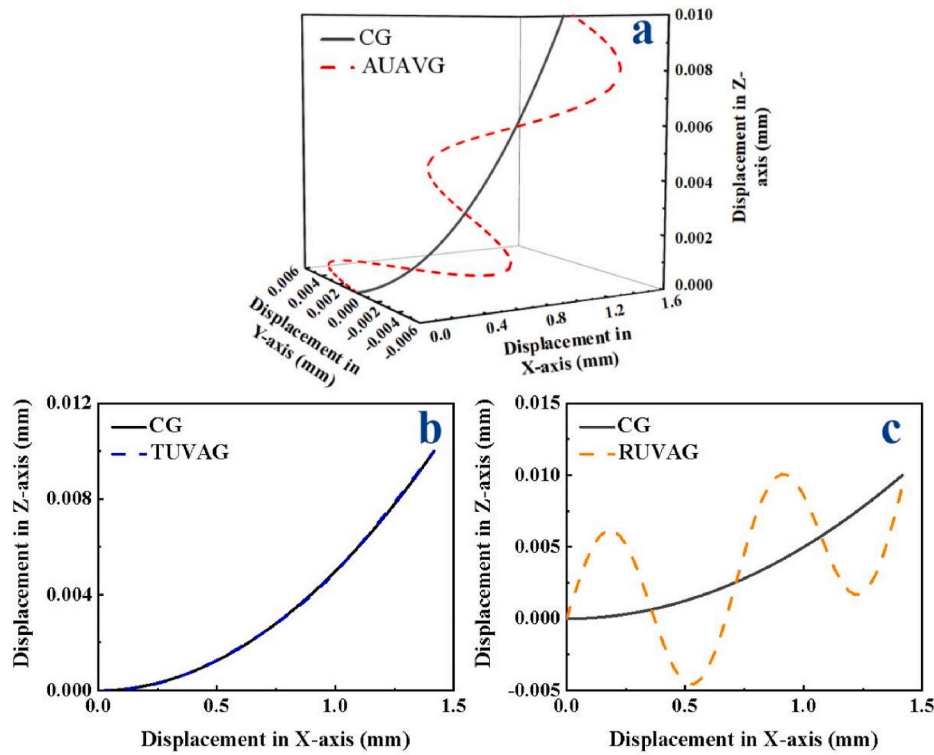 a
CG
AUAVG
0.010
0.008
0.006
0.004
0.002
0.000
Displacement in Z-
axis (mm)
0.006
0.004
0.002
0.000
-0.002
-0.004
-0.006
Displacement in
Y-axis (mm)
0.0
0.4
0.8
1.2
1.6
Displacement in
X-axis (mm)
b
CG
TUVAG
0.012
0.008
0.004
0.000
Displacement in Z-axis (mm)
0.0 0.5 1.0 1.5
Displacement in X-axis (mm)
c
CG
RUVAG
0.015
0.010
0.005
0.000
-0.005
Displacement in Z-axis (mm)
0.0 0.5 1.0 1.5
Displacement in X-axis (mm)